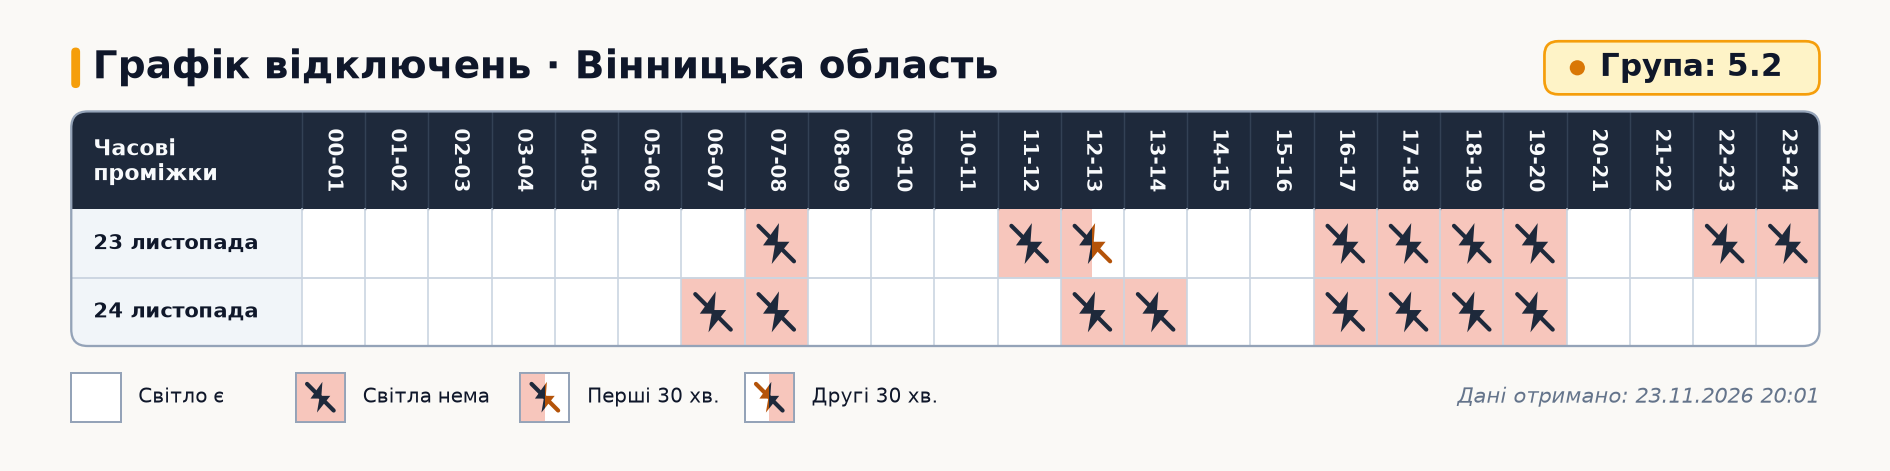 Графік відключень · Вінницька область
Група: 5.2
Часові
проміжки
00-01
01-02
02-03
03-04
04-05
05-06
06-07
07-08
08-09
09-10
10-11
11-12
12-13
13-14
14-15
15-16
16-17
17-18
18-19
19-20
20-21
21-22
22-23
23-24
23 листопада
24 листопада
Світло є
Світла нема
Перші 30 хв.
Другі 30 хв.
Дані отримано: 23.11.2026 20:01